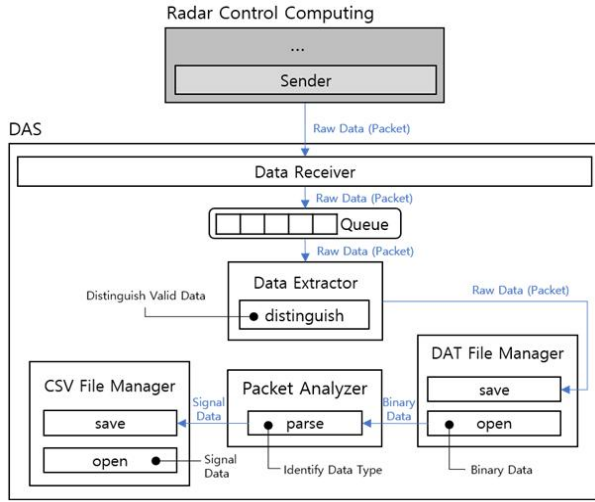 Radar Control Computing
...
Sender
Raw Data (Packet)
DAS
Data Receiver
Raw Data (Packet)
Queue
Raw Data (Packet)
Data Extractor
Distinguish Valid Data
distinguish
Raw Data (Packet)
DAT File Manager
save
open
Binary Data
CSV File Manager
save
open
Signal
Data
Packet Analyzer
parse
Signal
Data
Binary
Data
Identify Data Type